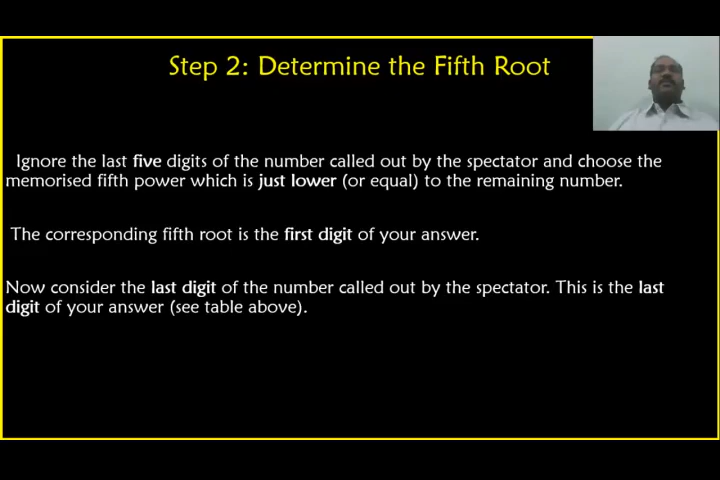 Step 2: Determine the Fifth Root
Ignore the last five digits of the number called out by the spectator and choose the
memorised fifth power which is just lower (or equal) to the remaining number.
The corresponding fifth root is the first digit of your answer.
Now consider the last digit of the number called out by the spectator. This is the last
digit of your answer (see table above).